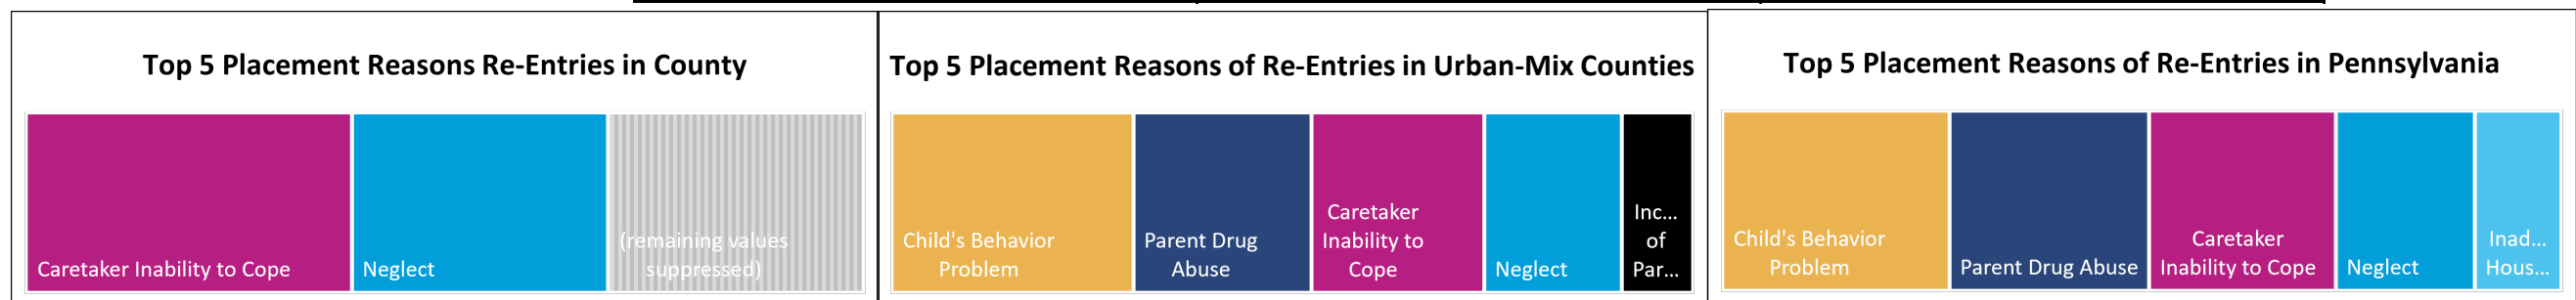 Top 5 Placement Reasons Re-Entries in County
Caretaker Inability to Cope
Neglect
(remaining values
suppressed)
Top 5 Placement Reasons of Re-Entries in Urban-Mix Counties
Child's Behavior
Problem
Parent Drug
Abuse
Caretaker
Inability to
Cope
Neglect
Inc...
of
Par...
Top 5 Placement Reasons of Re-Entries in Pennsylvania
Child's Behavior
Problem
Parent Drug Abuse
Caretaker
Inability to Cope
Neglect
Inad...
Hous...